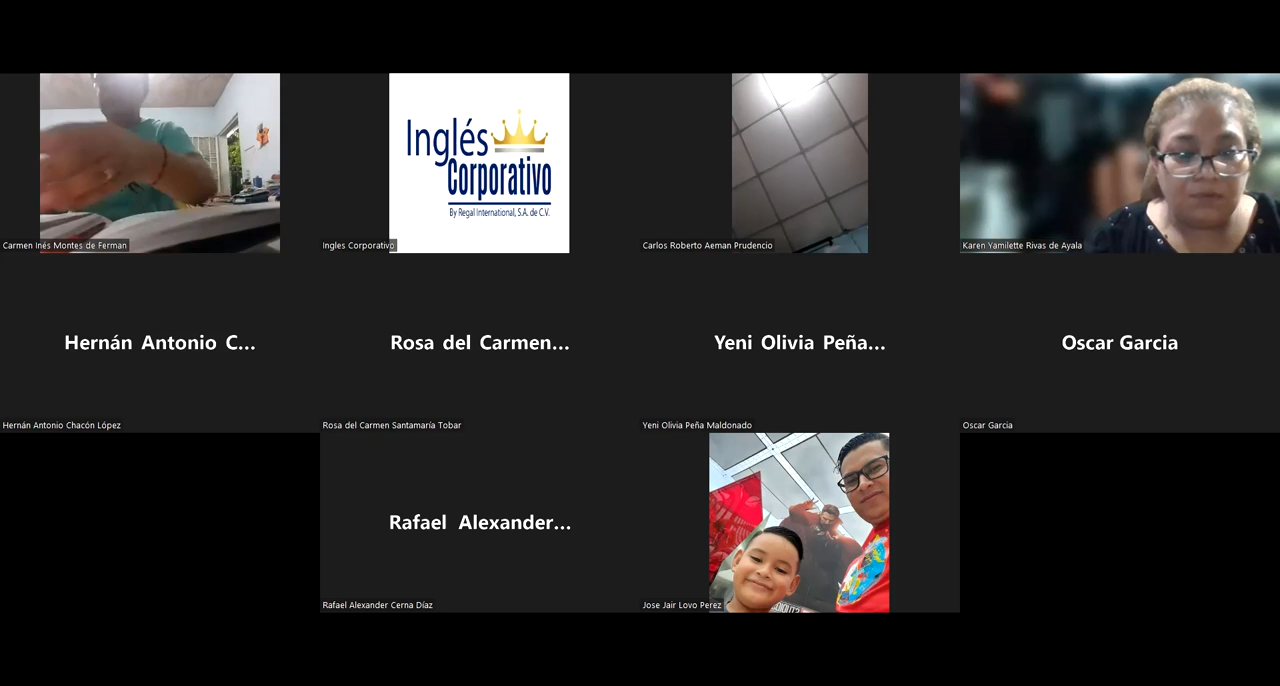 Inglés
Corporativo
By Regal International, S.A. de C.V.
Carmen Inés Montes de Ferman
Ingles Corporativo
Carlos Roberto Aeman Prudencio
Karen Yamilette Rivas de Ayala
Hernán Antonio C...
Rosa del Carmen...
Yeni Olivia Peña...
Oscar Garcia
Hernán Antonio Chacón López
Rosa del Carmen Santamaría Tobar
Yeni Olivia Peña Maldonado
Oscar Garcia
Rafael Alexander...
Rafael Alexander Cerna Díaz
Jose Jair Lovo Perez